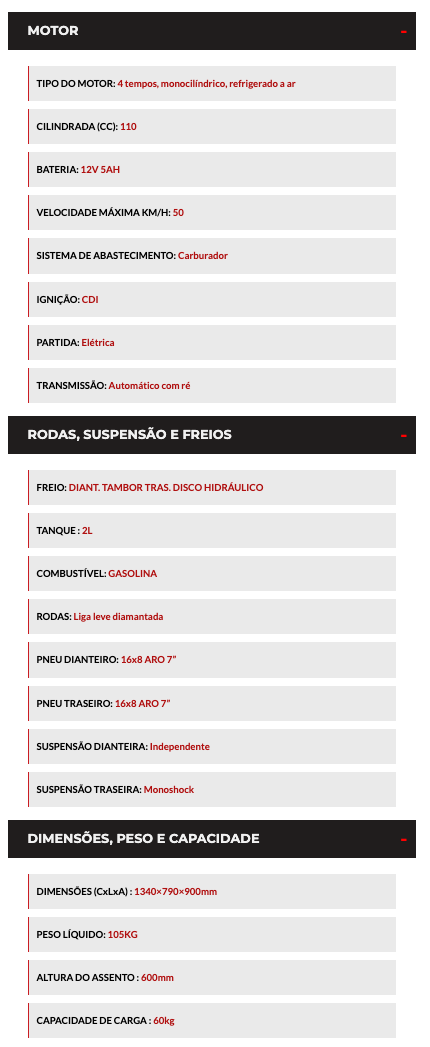 MOTOR -
TIPO DO MOTOR: 4 tempos, monocilíndrico, refrigerado a ar
CILINDRADA (CC): 110
BATERIA: 12V 5AH
VELOCIDADE MÁXIMA KM/H: 50
SISTEMA DE ABASTECIMENTO: Carburador
IGNIÇÃO: CDI
PARTIDA: Elétrica
TRANSMISSÃO: Automático com ré
RODAS, SUSPENSÃO E FREIOS -
FREIO: DIANT. TAMBOR TRAS. DISCO HIDRÁULICO
TANQUE : 2L
COMBUSTÍVEL: GASOLINA
RODAS: Liga leve diamantada
PNEU DIANTEIRO: 16x8 ARO 7”
PNEU TRASEIRO: 16x8 ARO 7”
SUSPENSÃO DIANTEIRA: Independente
SUSPENSÃO TRASEIRA: Monoshock
DIMENSÕES, PESO E CAPACIDADE -
DIMENSÕES (CxLxA) : 1340×790×900mm
PESO LÍQUIDO: 105KG
ALTURA DO ASSENTO : 600mm
CAPACIDADE DE CARGA : 60kg